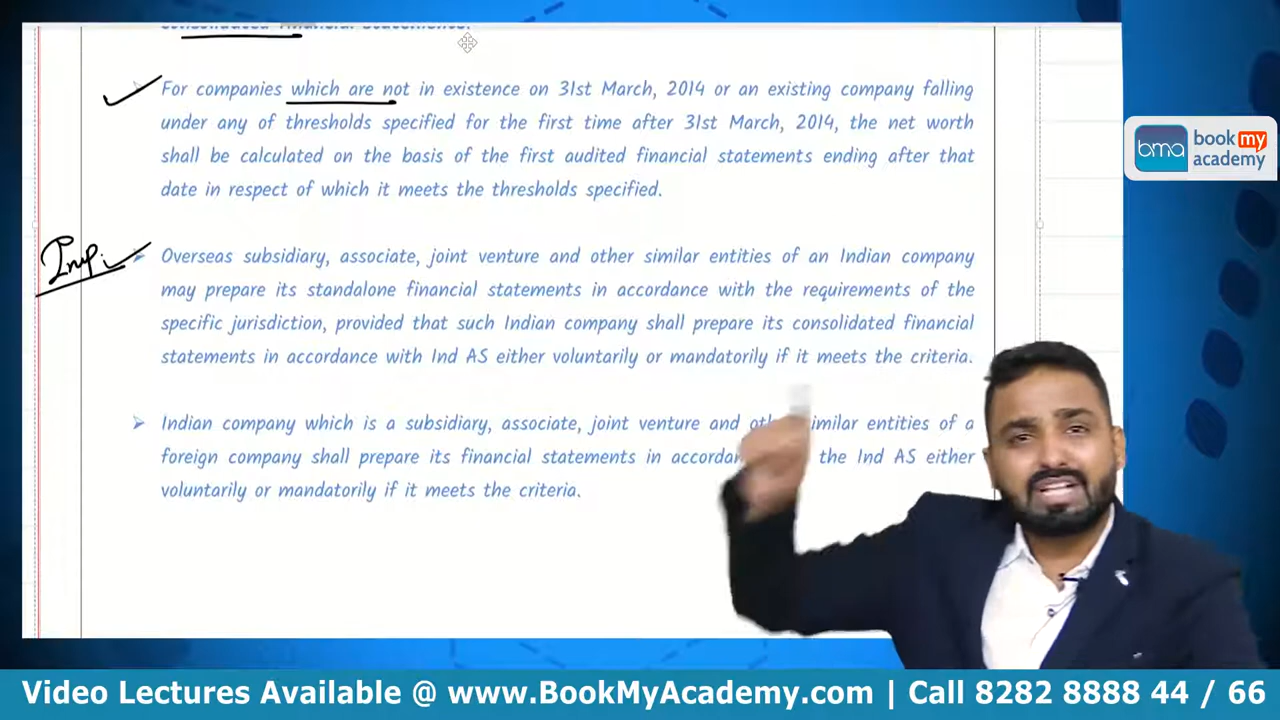 consolidated financial statements.
For companies which are not in existence on 31st March, 2014 or an existing company falling
under any of thresholds specified for the first time after 31st March, 2014, the net worth
shall be calculated on the basis of the first audited financial statements ending after that
date in respect of which it meets the thresholds specified.
Imp:
Overseas subsidiary, associate, joint venture and other similar entities of an Indian company
may prepare its standalone financial statements in accordance with the requirements of the
specific jurisdiction, provided that such Indian company shall prepare its consolidated financial
statements in accordance with Ind AS either voluntarily or mandatorily if it meets the criteria.
Indian company which is a subsidiary, associate, joint venture and similar entities of a
foreign company shall prepare its financial statements in the Ind AS either
voluntarily or mandatorily if it meets the criteria.
bma book my
academy
Video Lectures Available @ www.BookMyAcademy.com | Call 8282 8888 44 / 66